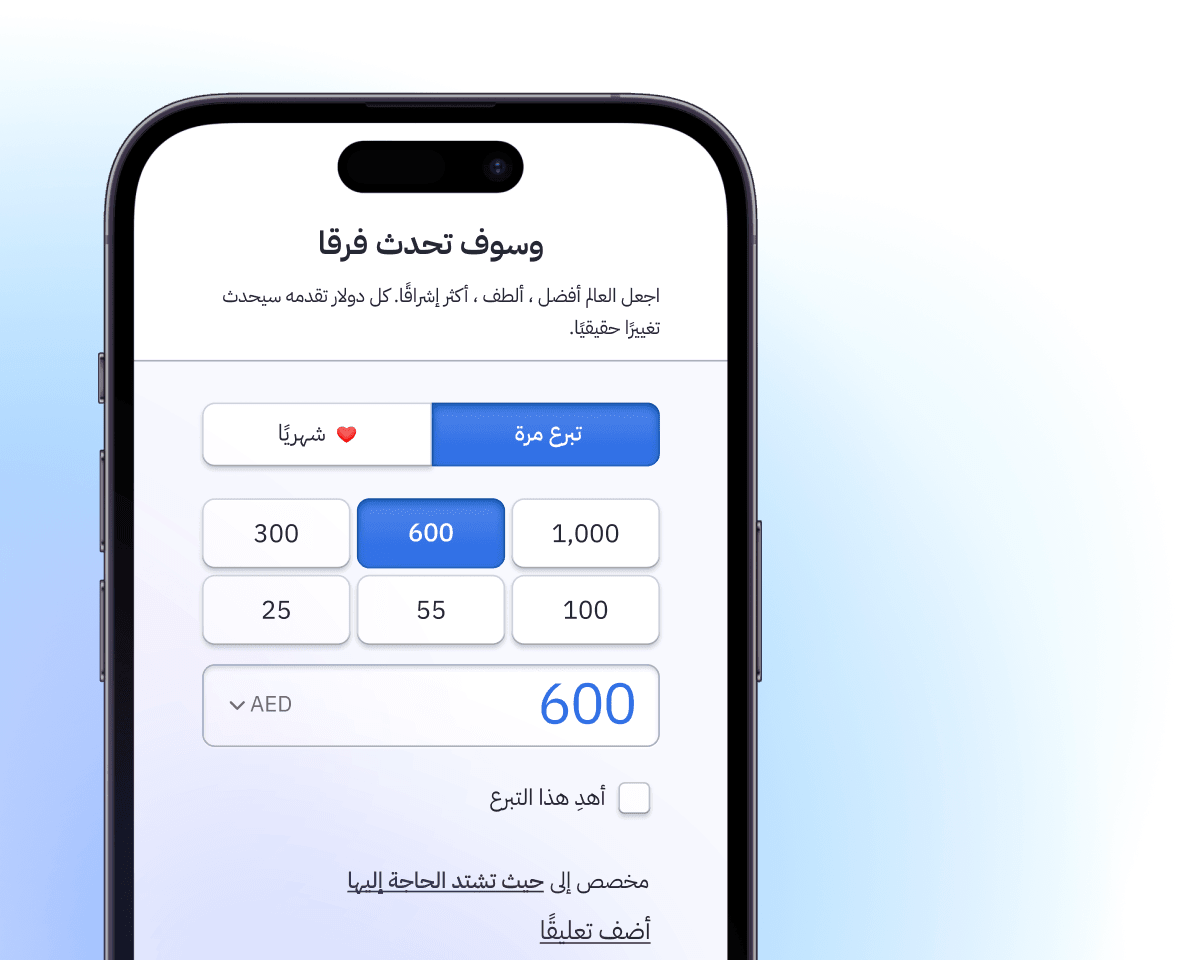 وسوف تحدث فرقا
اجعل العالم أفضل ، ألطف ، أكثر إشراقًا. كل دولار تقدمه سيحدث
تغييرًا حقيقيًا.
تبرع مرة ❤️ شهريًا
1,000 600 300
100 55 25
600 AED
أهدِ هذا التبرع
مخصص إلى حيث تشتد الحاجة إليها
أضف تعليقًا